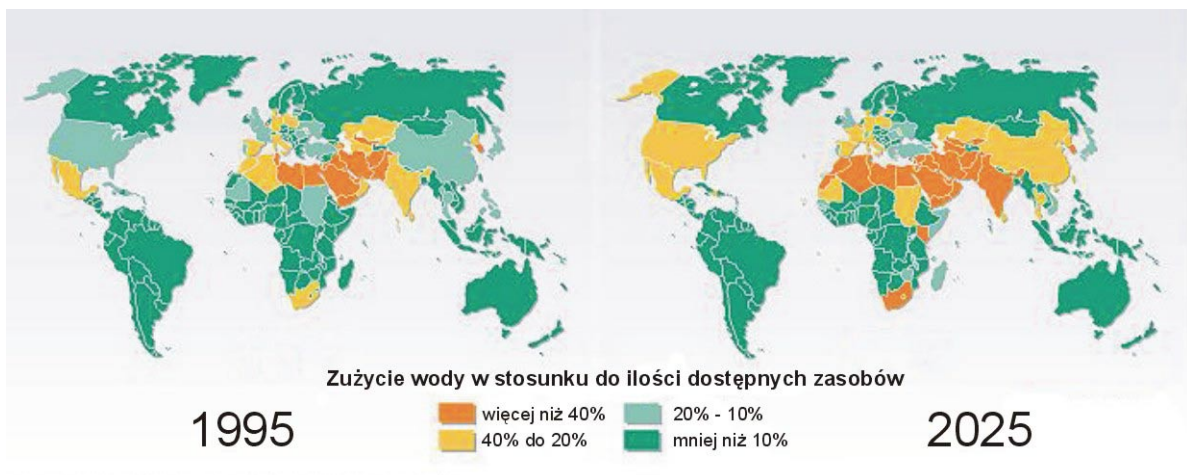 Zużycie wody w stosunku do ilości dostępnych zasobów
1995
więcej niż 40%
40% do 20%
20% - 10%
mniej niż 10%
2025